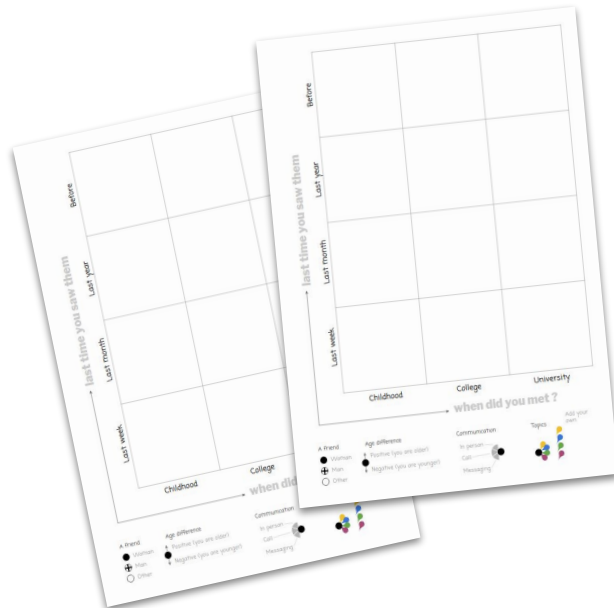 Before
Last year
Last month
Last week
last time you saw them
Childhood
College
when did
A friend
Woman
Man
Other
Age difference
Positive (you are older)
Negative (you are younger)
Communication
In person
Call
Messaging
Before
Last year
Last month
Last week
last time you saw them
Childhood
College
University
when did you met ?
A friend
Woman
Man
Other
Age difference
Positive (you are older)
Negative (you are younger)
Communication
In person
Call
Messaging
Topics
Add your
own